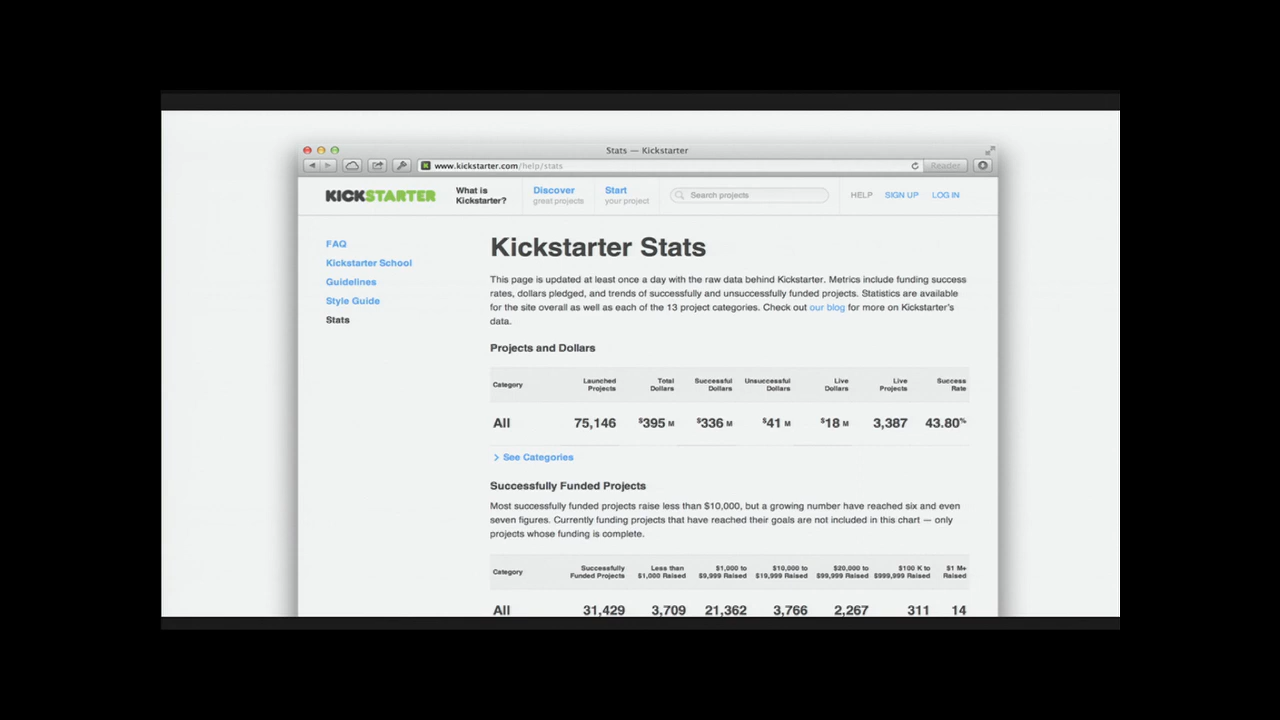 Stats — Kickstarter
www.kickstarter.com/help/stats
Reader
KICKSTARTER
What is
Kickstarter?
Discover
great projects
Start
your project
Search projects
HELP
SIGN UP
LOG IN
FAQ
Kickstarter School
Guidelines
Style Guide
Stats
Kickstarter Stats
This page is updated at least once a day with the raw data behind Kickstarter. Metrics include funding success
rates, dollars pledged, and trends of successfully and unsuccessfully funded projects. Statistics are available
for the site overall as well as each of the 13 project categories. Check out our blog for more on Kickstarter's
data.
Projects and Dollars
Category
Launched
Projects
Total
Dollars
Successful
Dollars
Unsuccessful
Dollars
Live
Dollars
Live
Projects
Success
Rate
All 75,146 $395 M $336 M $41 M $18 M 3,387 43.80%
> See Categories
Successfully Funded Projects
Most successfully funded projects raise less than $10,000, but a growing number have reached six and even
seven figures. Currently funding projects that have reached their goals are not included in this chart — only
projects whose funding is complete.
Category
Successfully
Funded Projects
Less than
$1,000 Raised
$1,000 to
$9,999 Raised
$10,000 to
$19,999 Raised
$20,000 to
$99,999 Raised
$100 K to
$999,999 Raised
$1 M+
Raised
All 31,429 3,709 21,362 3,766 2,267 311 14